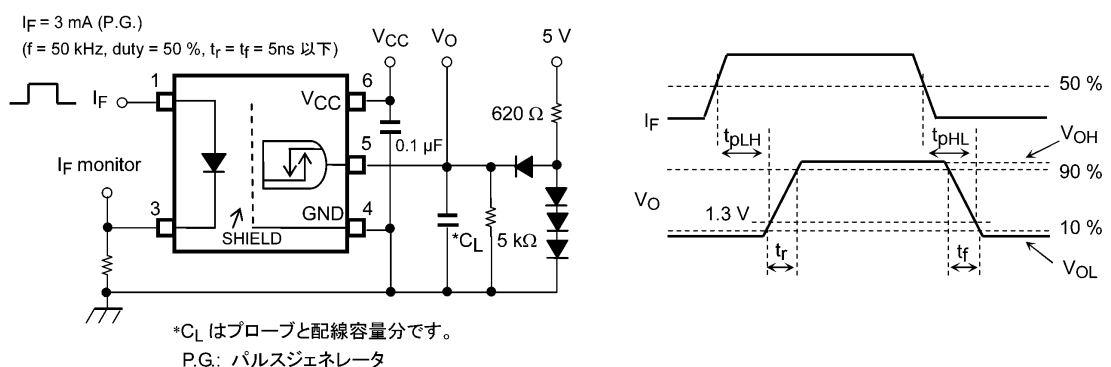 IF = 3 mA (P.G.)
(f = 50 kHz, duty = 50 %, tr = tf = 5ns 以下)
VCC
VO
5 V
1
6
IF
VCC
620 Ω
0.1 μF
5
IF monitor
3
GND
4
SHIELD
*CL
5 kΩ
*CL はプローブと配線容量分です。
P.G.: パルスジェネレータ
50 %
IF
tpLH
tpHL
VOH
90 %
VO
1.3 V
10 %
tr
tf
VOL